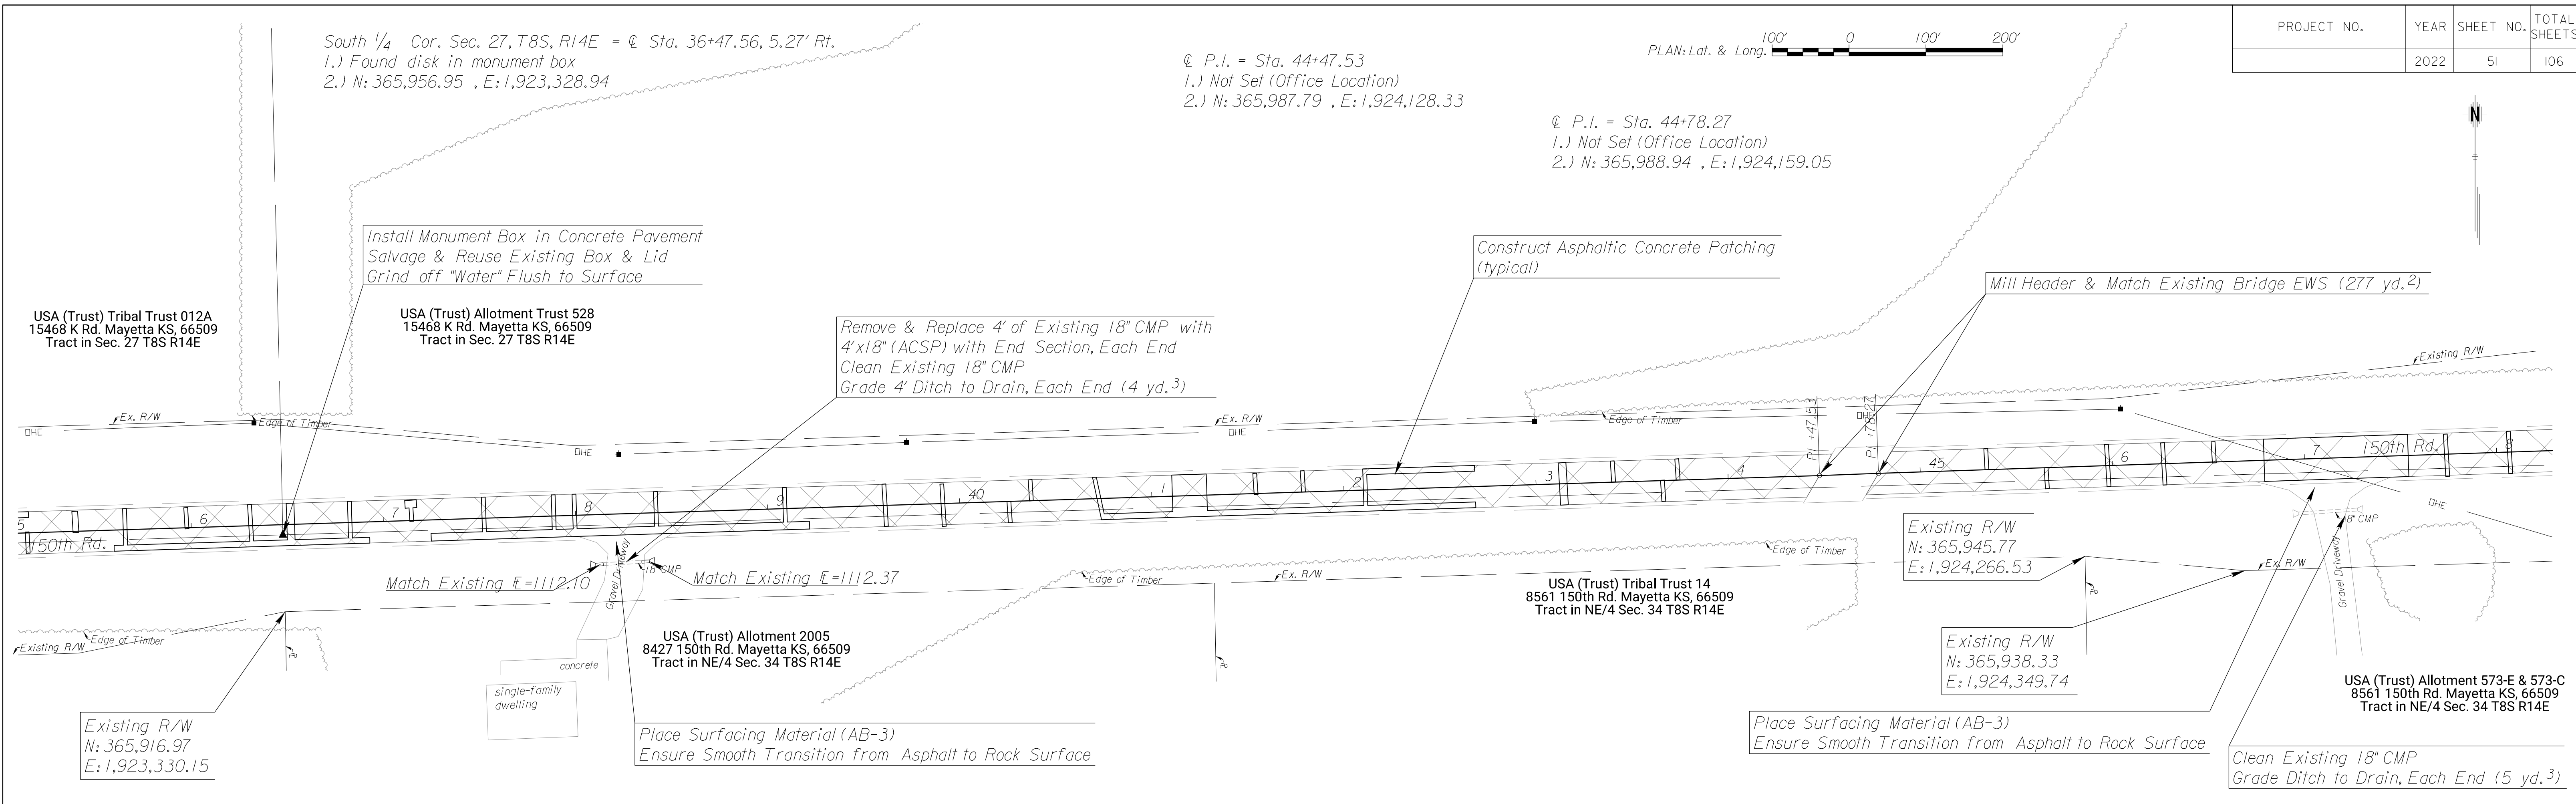 PROJECT NO. YEAR SHEET NO. TOTAL SHEETS
2022 51 106
South 1/4 Cor. Sec. 27, T8S, R14E = ℄ Sta. 36+47.56, 5.27' Rt.
1.) Found disk in monument box
2.) N: 365,956.95 , E: 1,923,328.94
℄ P.I. = Sta. 44+47.53
1.) Not Set (Office Location)
2.) N: 365,987.79 , E: 1,924,128.33
PLAN: Lat. & Long. 100' 0 100' 200'
℄ P.I. = Sta. 44+78.27
1.) Not Set (Office Location)
2.) N: 365,988.94 , E: 1,924,159.05
N
Install Monument Box in Concrete Pavement
Salvage & Reuse Existing Box & Lid
Grind off "Water" Flush to Surface
Construct Asphaltic Concrete Patching
(typical)
Mill Header & Match Existing Bridge EWS (277 yd.²)
USA (Trust) Tribal Trust 012A
15468 K Rd. Mayetta KS, 66509
Tract in Sec. 27 T8S R14E
USA (Trust) Allotment Trust 528
15468 K Rd. Mayetta KS, 66509
Tract in Sec. 27 T8S R14E
Remove & Replace 4' of Existing 18" CMP with
4'x18" (ACSP) with End Section, Each End
Clean Existing 18" CMP
Grade 4' Ditch to Drain, Each End (4 yd.³)
Existing R/W
OHE
Ex. R/W
Edge of Timber
OHE
Ex. R/W
OHE
Edge of Timber
OHE
PI +47.53
PI +78.27
5 6 7 8 9 40 1 2 3 4 45 6 7 8
150th Rd.
150th Rd.
OHE
Match Existing ℄=1112.10
18" CMP
Match Existing ℄=1112.37
Gravel Driveway
Edge of Timber
Ex. R/W
Edge of Timber
USA (Trust) Tribal Trust 14
8561 150th Rd. Mayetta KS, 66509
Tract in NE/4 Sec. 34 T8S R14E
Existing R/W
N: 365,945.77
E: 1,924,266.53
Ex. R/W
18" CMP
Gravel Driveway
Edge of Timber
Existing R/W
USA (Trust) Allotment 2005
8427 150th Rd. Mayetta KS, 66509
Tract in NE/4 Sec. 34 T8S R14E
concrete
single-family
dwelling
Existing R/W
N: 365,938.33
E: 1,924,349.74
USA (Trust) Allotment 573-E & 573-C
8561 150th Rd. Mayetta KS, 66509
Tract in NE/4 Sec. 34 T8S R14E
Existing R/W
N: 365,916.97
E: 1,923,330.15
Place Surfacing Material (AB-3)
Ensure Smooth Transition from Asphalt to Rock Surface
Place Surfacing Material (AB-3)
Ensure Smooth Transition from Asphalt to Rock Surface
Clean Existing 18" CMP
Grade Ditch to Drain, Each End (5 yd.³)